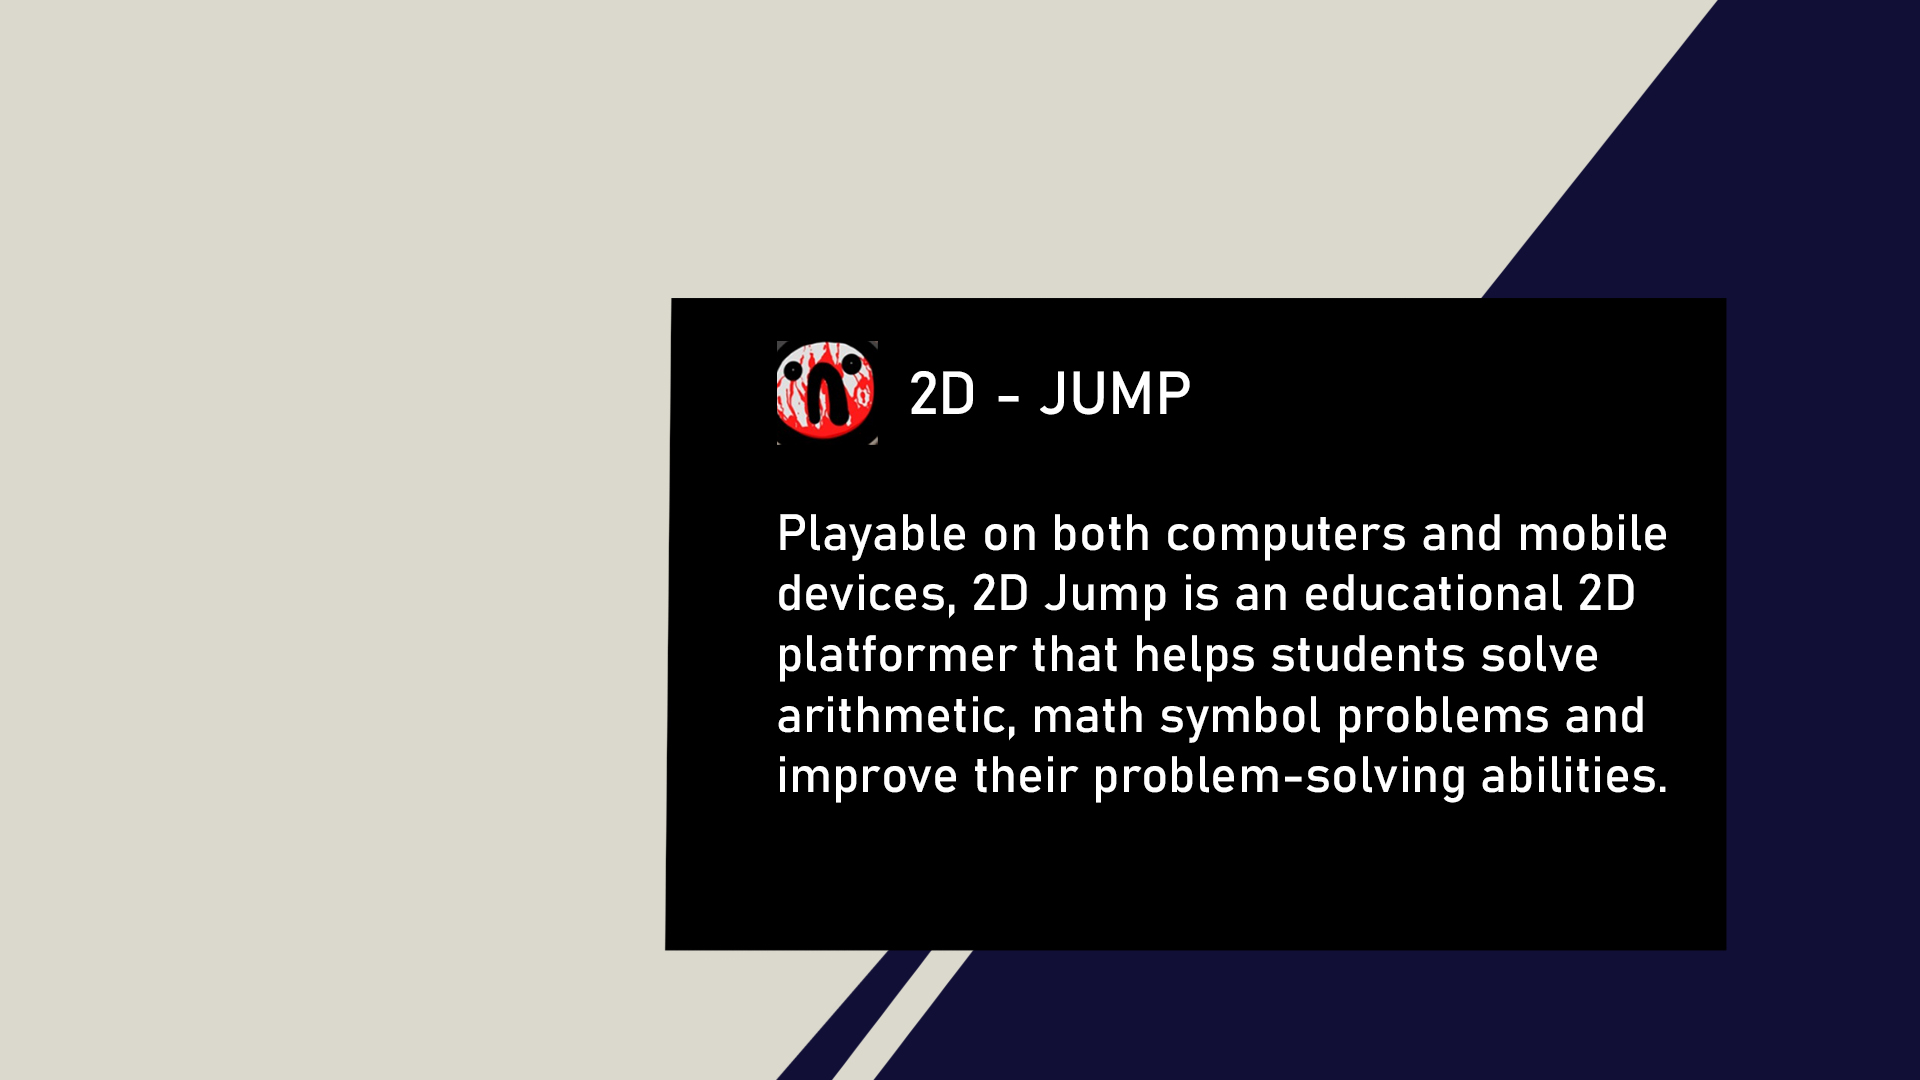 2D - JUMP
Playable on both computers and mobile
devices, 2D Jump is an educational 2D
platformer that helps students solve
arithmetic, math symbol problems and
improve their problem-solving abilities.